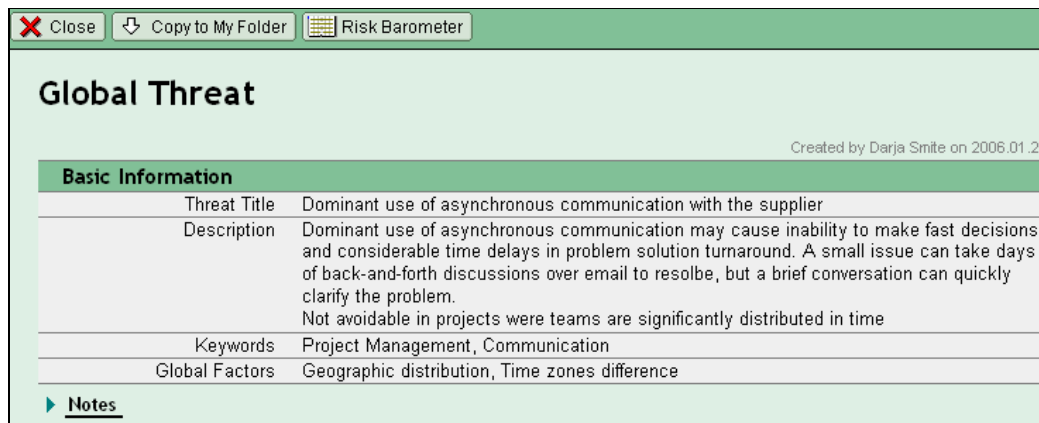 Close Copy to My Folder Risk Barometer
Global Threat
Created by Darja Smite on 2006.01.2
Basic Information
Threat Title Dominant use of asynchronous communication with the supplier
Description Dominant use of asynchronous communication may cause inability to make fast decisions
and considerable time delays in problem solution turnaround. A small issue can take days
of back-and-forth discussions over email to resolbe, but a brief conversation can quickly
clarify the problem.
Not avoidable in projects were teams are significantly distributed in time
Keywords Project Management, Communication
Global Factors Geographic distribution, Time zones difference
Notes